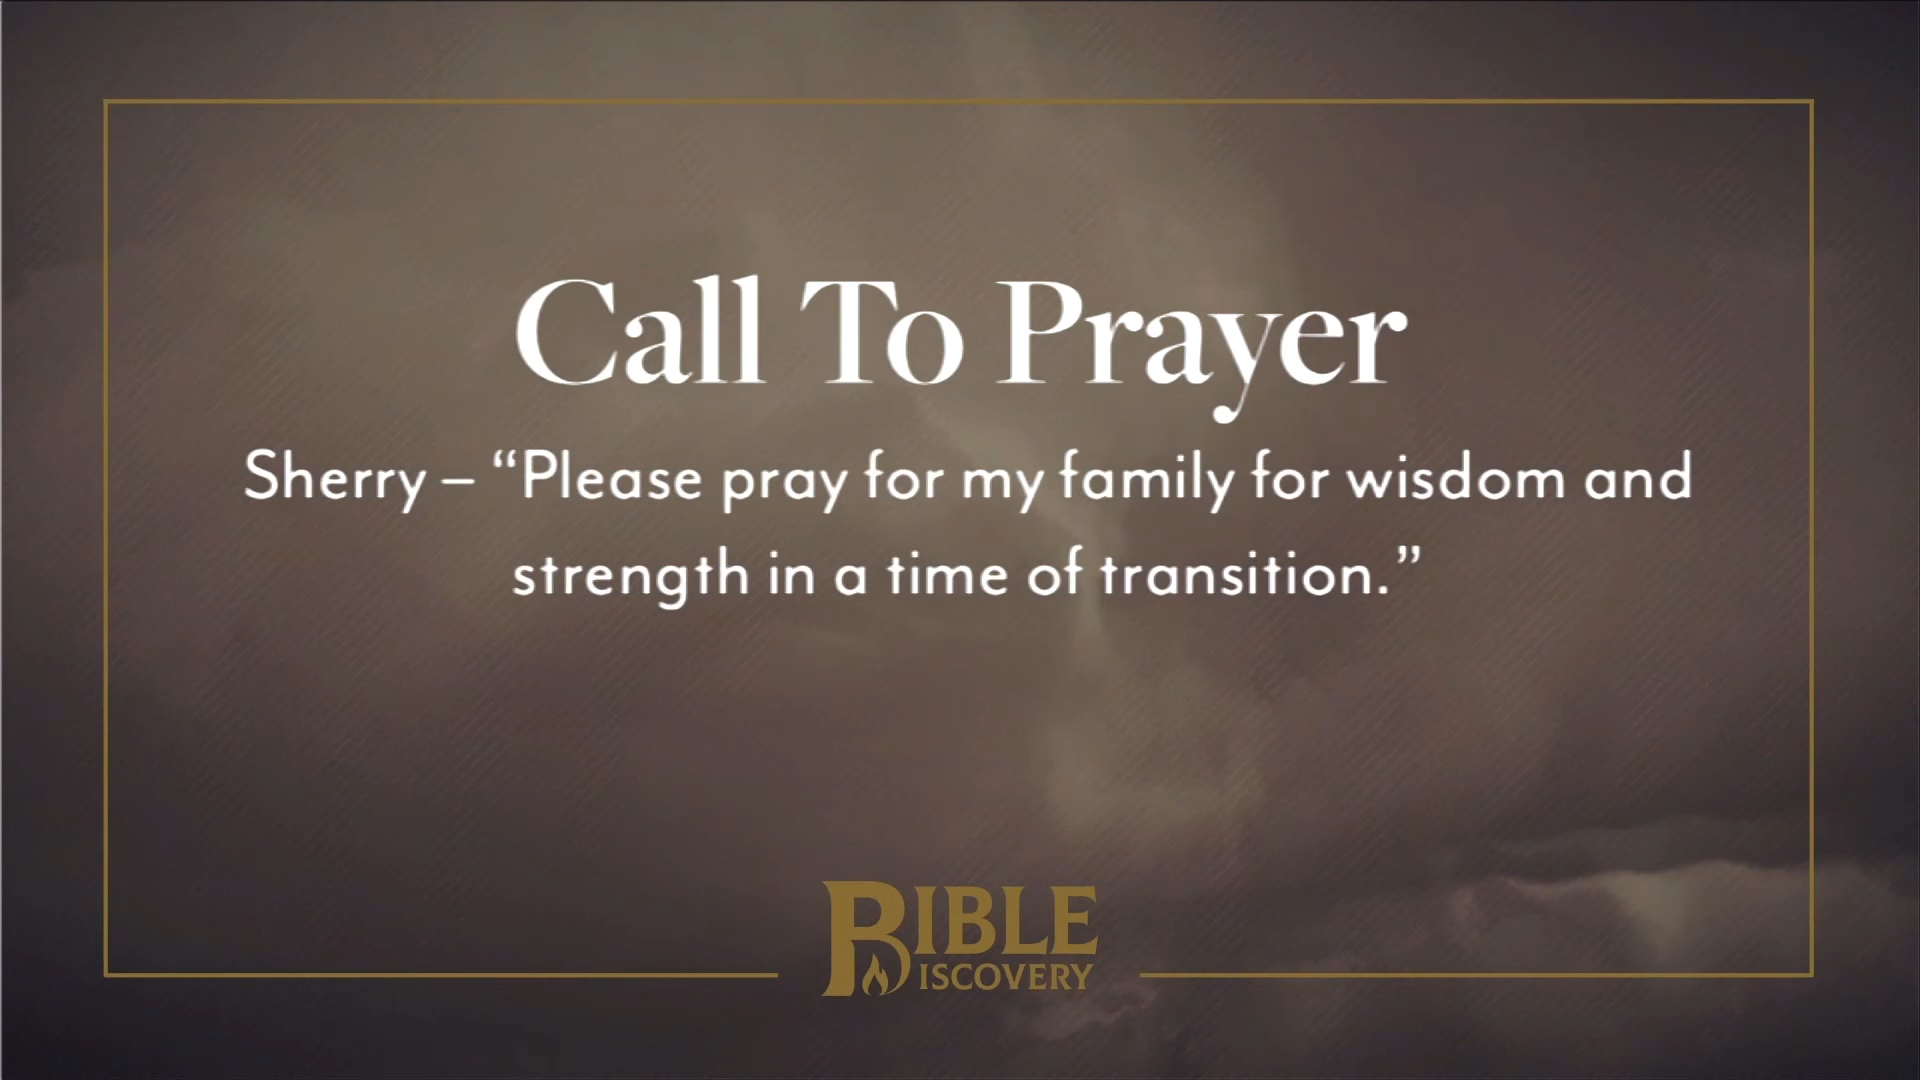 Call To Prayer
Sherry – “Please pray for my family for wisdom and
strength in a time of transition.”
BIBLE
DISCOVERY